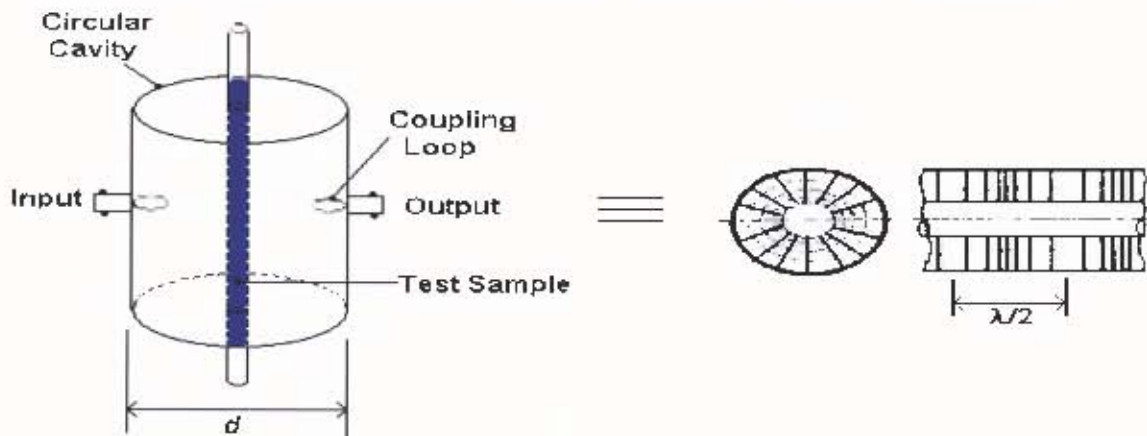 Circular
Cavity
Coupling
Loop
Input
Output
Test Sample
λ/2
d